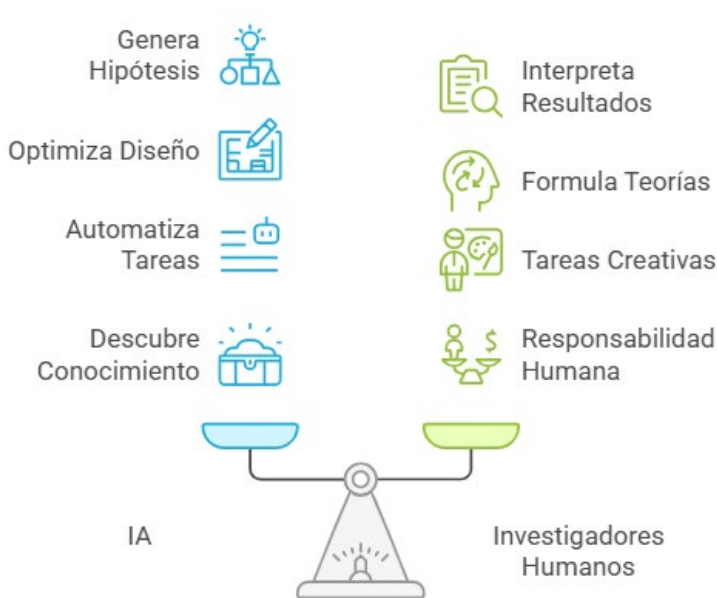 Genera
Hipótesis
Optimiza Diseño
Automatiza
Tareas
Descubre
Conocimiento
Interpreta
Resultados
Formula Teorías
Tareas Creativas
Responsabilidad
Humana
IA
Investigadores
Humanos